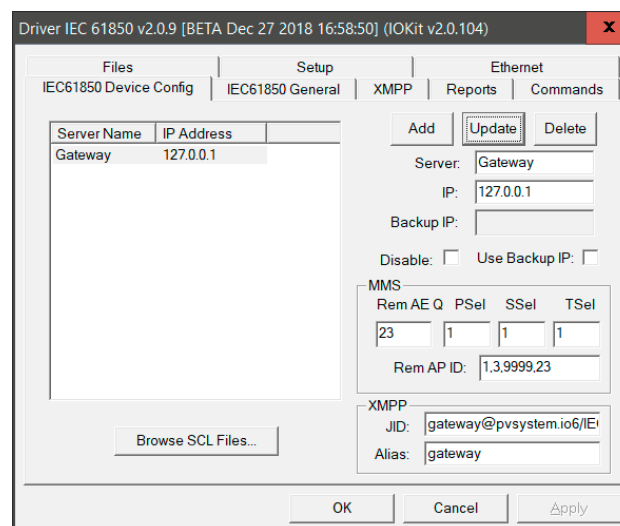 Driver IEC 61850 v2.0.9 [BETA Dec 27 2018 16:58:50] (IOKit v2.0.104) x
Files Setup Ethernet
IEC61850 Device Config IEC61850 General XMPP Reports Commands
Server Name IP Address
Gateway 127.0.0.1
Add Update Delete
Server: Gateway
IP: 127.0.0.1
Backup IP:
Disable: Use Backup IP:
MMS
Rem AE Q PSel SSel TSel
23 1 1 1
Rem AP ID: 1,3,9999,23
XMPP
JID: gateway@pvsystem.io6/IE
Alias: gateway
Browse SCL Files...
OK Cancel Apply